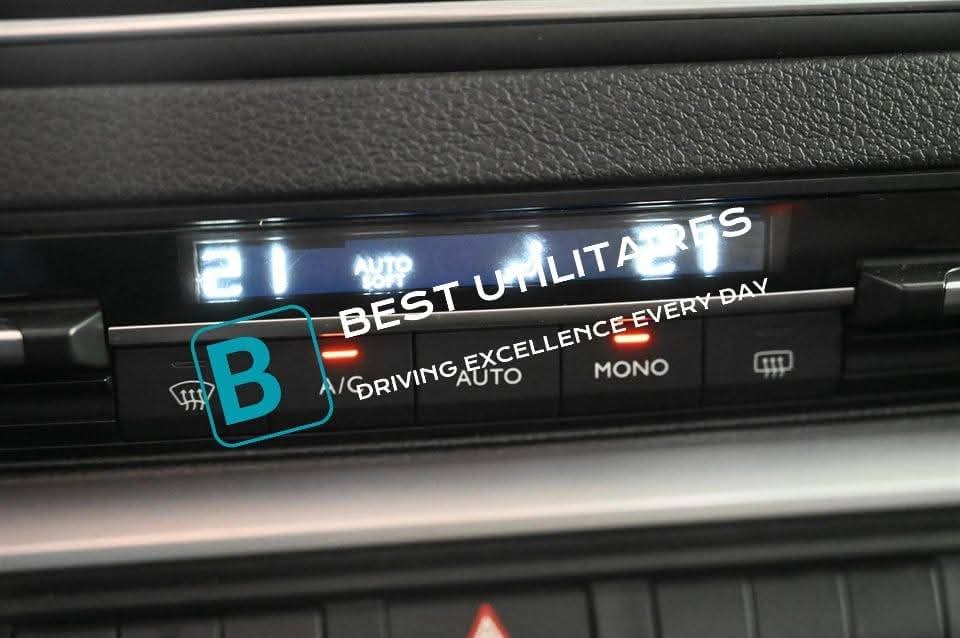 21 AUTO SOFT 21
B BEST UTILITAIRES
DRIVING EXCELLENCE EVERY DAY
A/C AUTO MONO